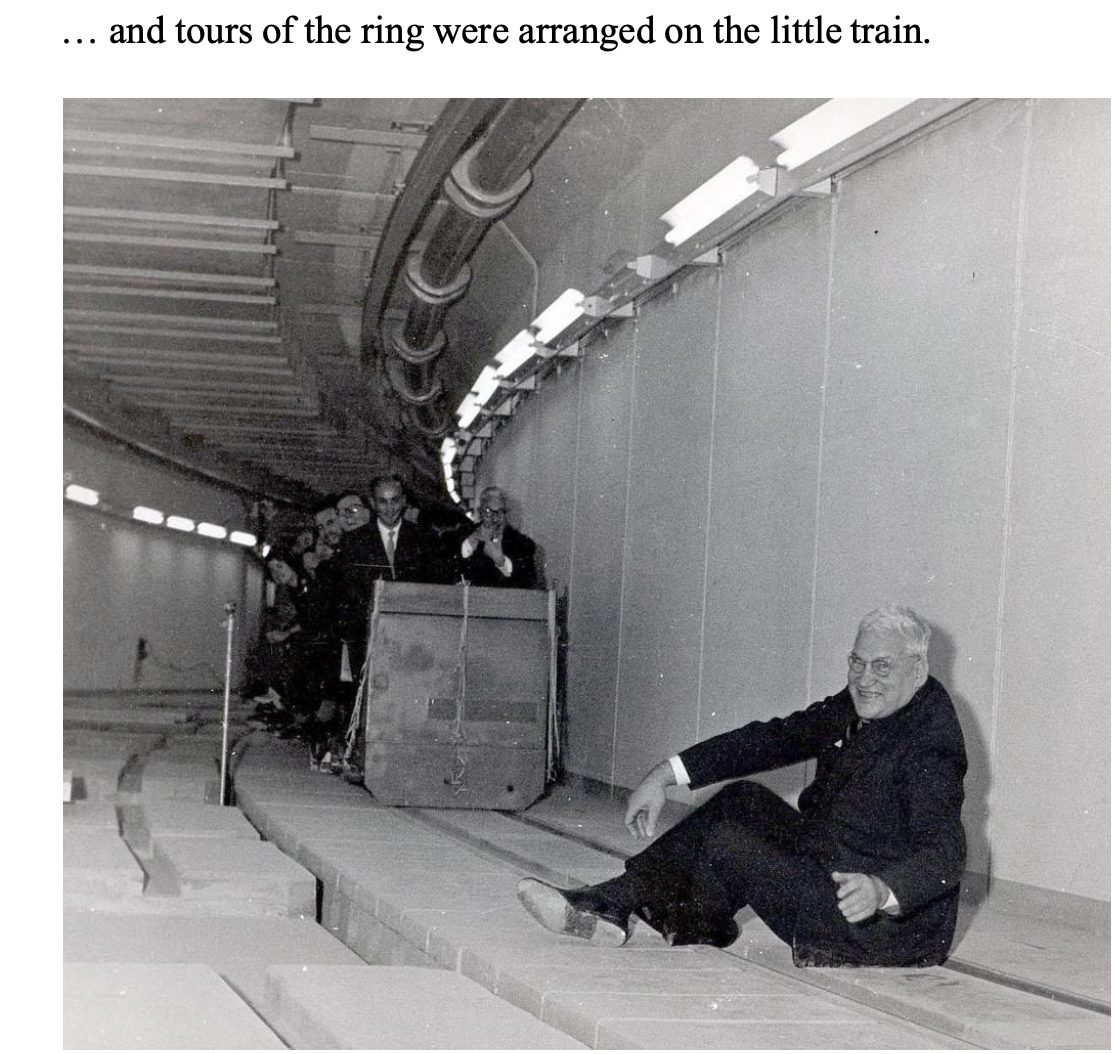 … and tours of the ring were arranged on the little train.